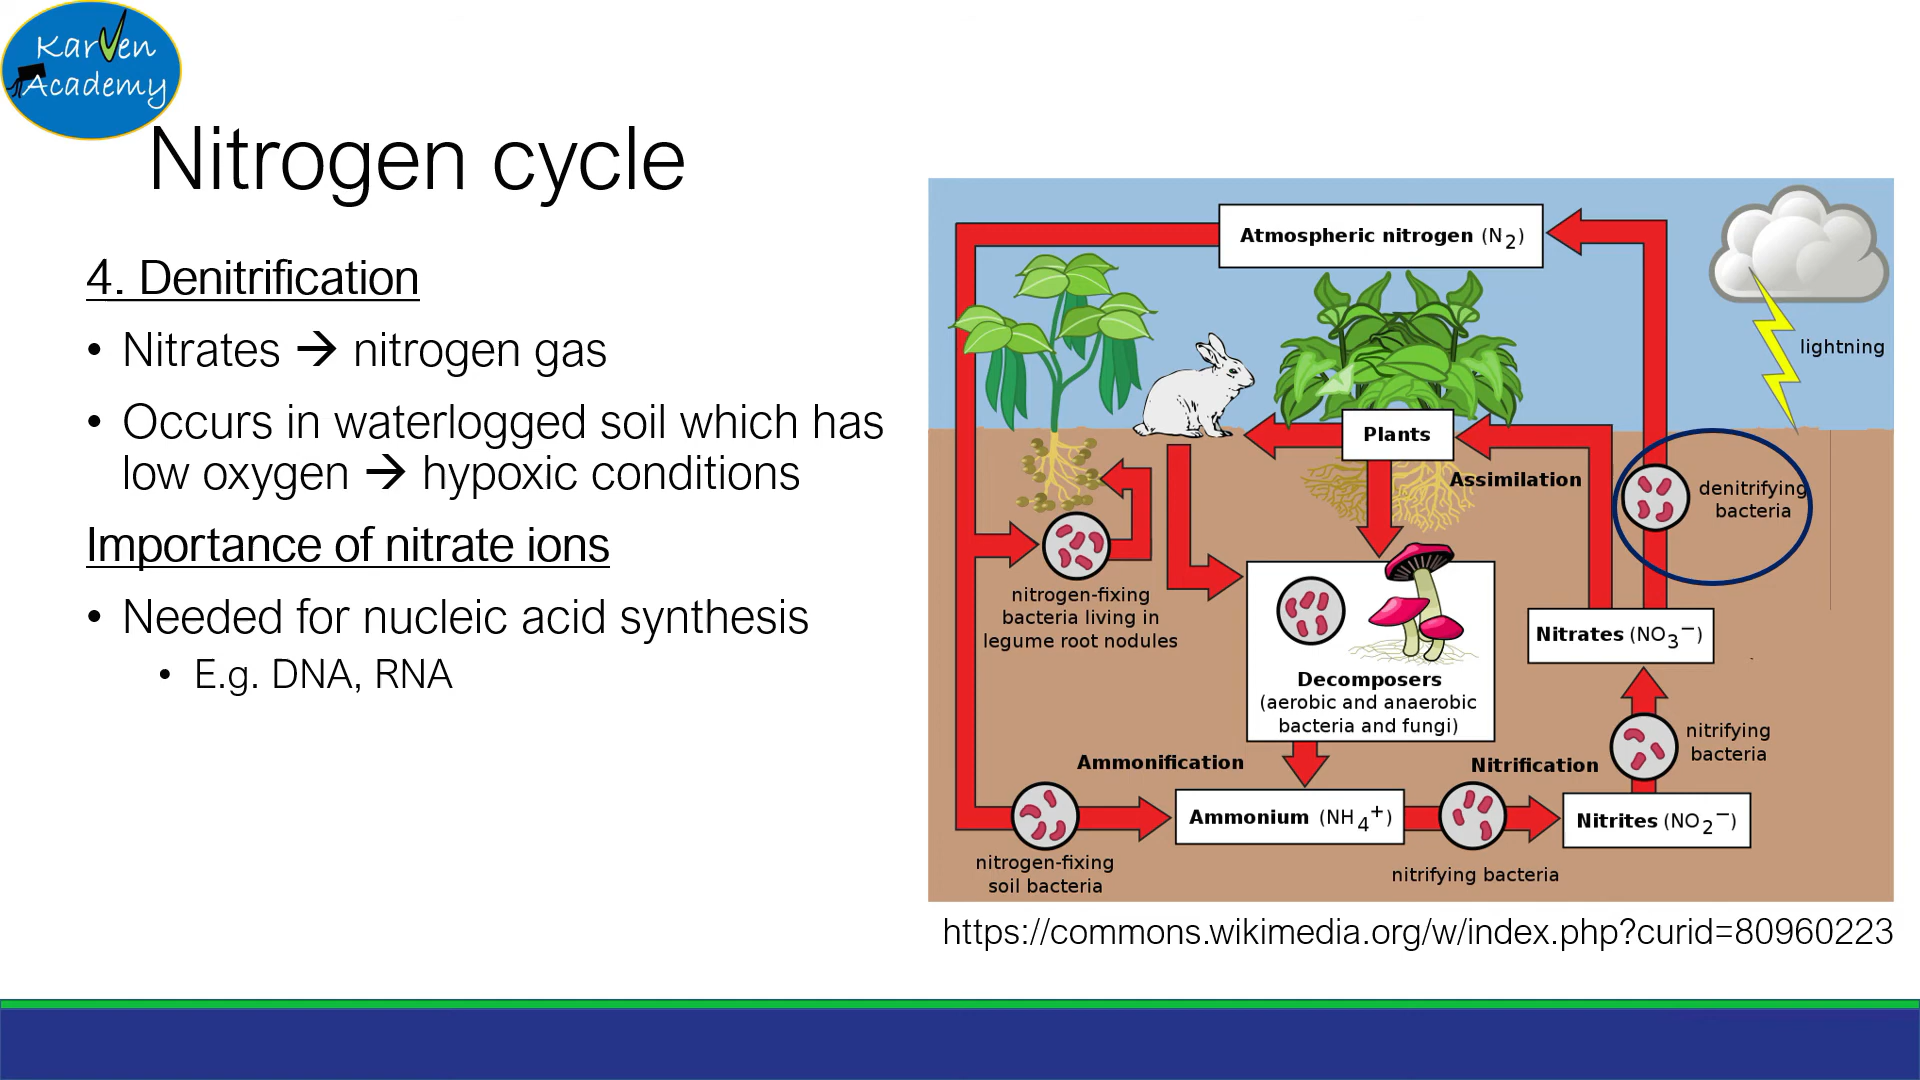 Karven
Academy
Nitrogen cycle
4. Denitrification
• Nitrates → nitrogen gas
• Occurs in waterlogged soil which has
low oxygen → hypoxic conditions
Importance of nitrate ions
• Needed for nucleic acid synthesis
• E.g. DNA, RNA
Atmospheric nitrogen (N2)
lightning
Plants
Assimilation
denitrifying
bacteria
nitrogen-fixing
bacteria living in
legume root nodules
Nitrates (NO3−)
Decomposers
(aerobic and anaerobic
bacteria and fungi)
nitrifying
bacteria
Ammonification
Nitrification
Ammonium (NH4+)
Nitrites (NO2−)
nitrogen-fixing
soil bacteria
nitrifying bacteria
https://commons.wikimedia.org/w/index.php?curid=80960223